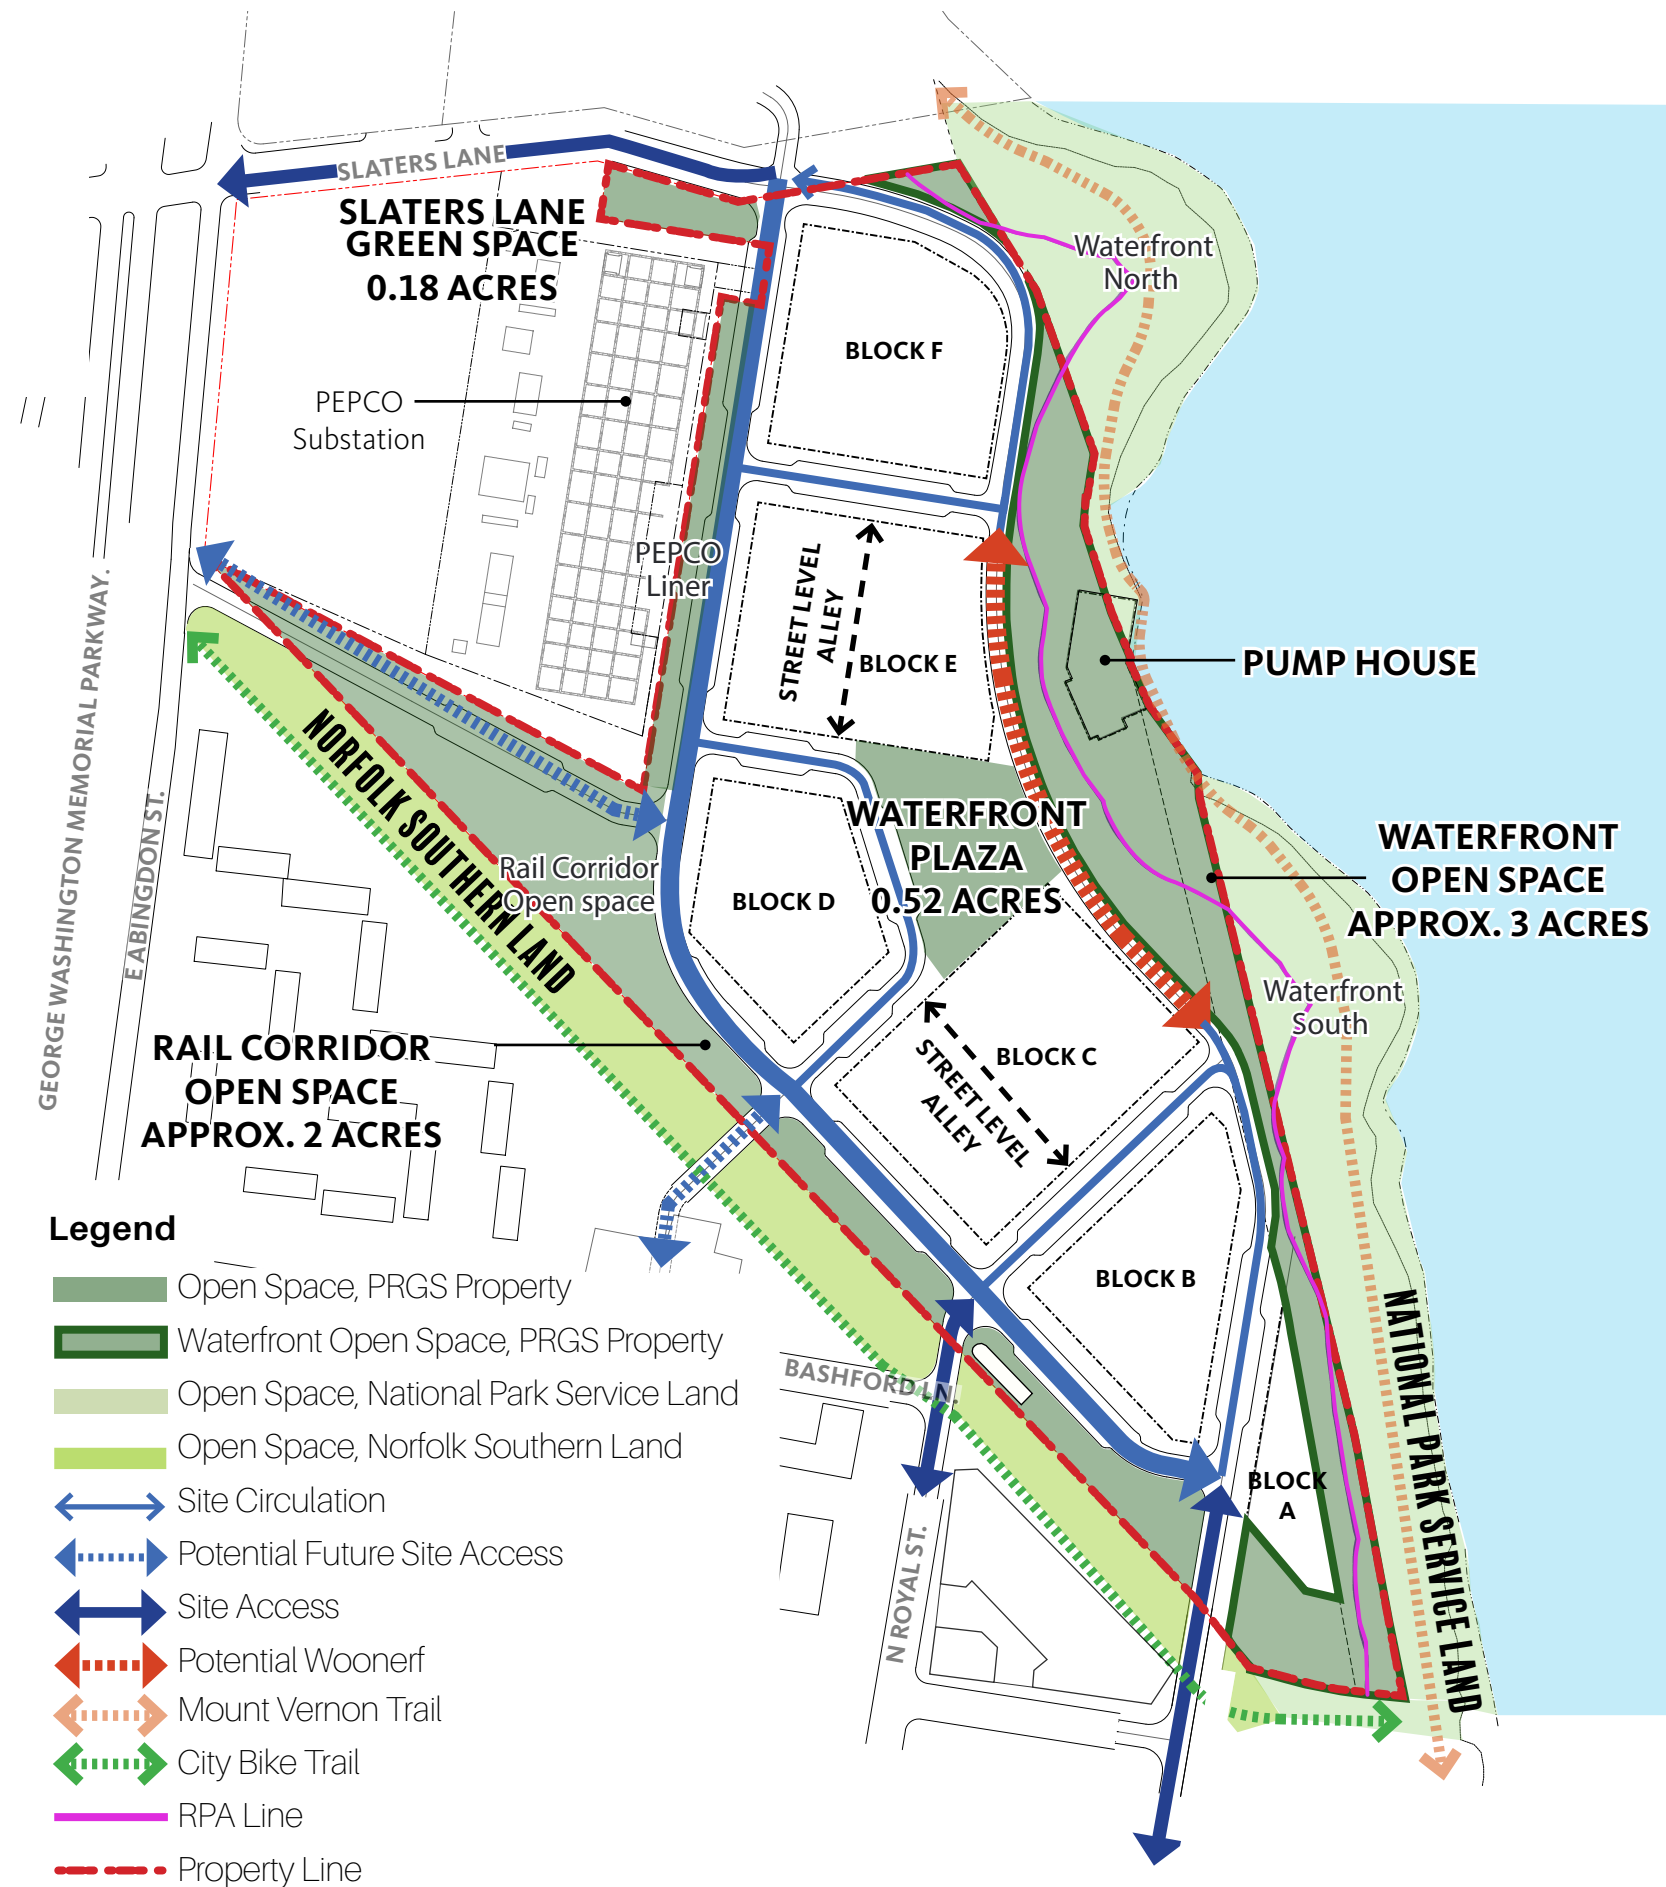 SLATERS LANE
SLATERS LANE
GREEN SPACE
0.18 ACRES
Waterfront
North
BLOCK F
PEPCO
Substation
PEPCO
Liner
STREET LEVEL
ALLEY
BLOCK E
PUMP HOUSE
GEORGE WASHINGTON MEMORIAL PARKWAY.
E ABINGDON ST.
NORFOLK SOUTHERN LAND
Rail Corridor
Open space
BLOCK D
WATERFRONT
PLAZA
0.52 ACRES
WATERFRONT
OPEN SPACE
APPROX. 3 ACRES
Waterfront
South
RAIL CORRIDOR
OPEN SPACE
APPROX. 2 ACRES
BLOCK C
STREET LEVEL
ALLEY
BLOCK B
BASHFORD LN.
N ROYAL ST.
BLOCK
A
NATIONAL PARK SERVICE LAND
Legend
Open Space, PRGS Property
Waterfront Open Space, PRGS Property
Open Space, National Park Service Land
Open Space, Norfolk Southern Land
Site Circulation
Potential Future Site Access
Site Access
Potential Woonerf
Mount Vernon Trail
City Bike Trail
RPA Line
Property Line